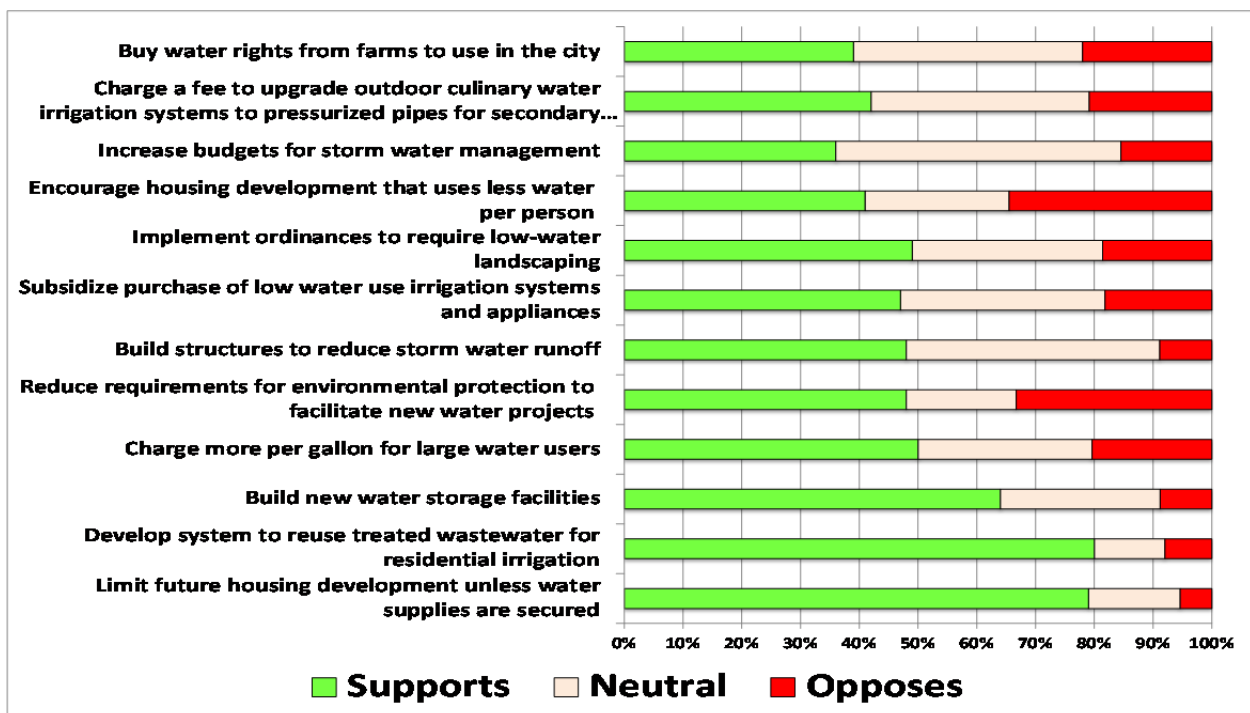 Buy water rights from farms to use in the city
Charge a fee to upgrade outdoor culinary water
irrigation systems to pressurized pipes for secondary...
Increase budgets for storm water management
Encourage housing development that uses less water
per person
Implement ordinances to require low-water
landscaping
Subsidize purchase of low water use irrigation systems
and appliances
Build structures to reduce storm water runoff
Reduce requirements for environmental protection to
facilitate new water projects
Charge more per gallon for large water users
Build new water storage facilities
Develop system to reuse treated wastewater for
residential irrigation
Limit future housing development unless water
supplies are secured
0% 10% 20% 30% 40% 50% 60% 70% 80% 90% 100%
Supports Neutral Opposes